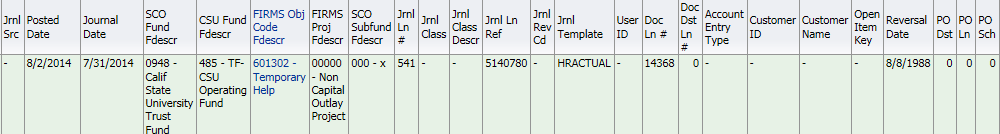 Jrnl Src
Posted Date
Journal Date
SCO Fund Fdescr
CSU Fund Fdescr
FIRMS Obj Code Fdescr
FIRMS Proj Fdescr
SCO Subfund Fdescr
Jrnl Ln #
Jrnl Class
Jrnl Class Descr
Jrnl Ln Ref
Jrnl Rev Cd
Jrnl Template
User ID
Doc Ln #
Doc Dst Ln #
Account Entry Type
Customer ID
Customer Name
Open Item Key
Reversal Date
PO Dst
PO Ln
PO Sch
-
8/2/2014
7/31/2014
0948 - Calif State University Trust Fund
485 - TF-CSU Operating Fund
601302 - Temporary Help
00000 - Non Capital Outlay Project
000 - x
541
-
-
5140780
-
HRACTUAL
-
14368
0
-
-
-
-
8/8/1988
0
0
0